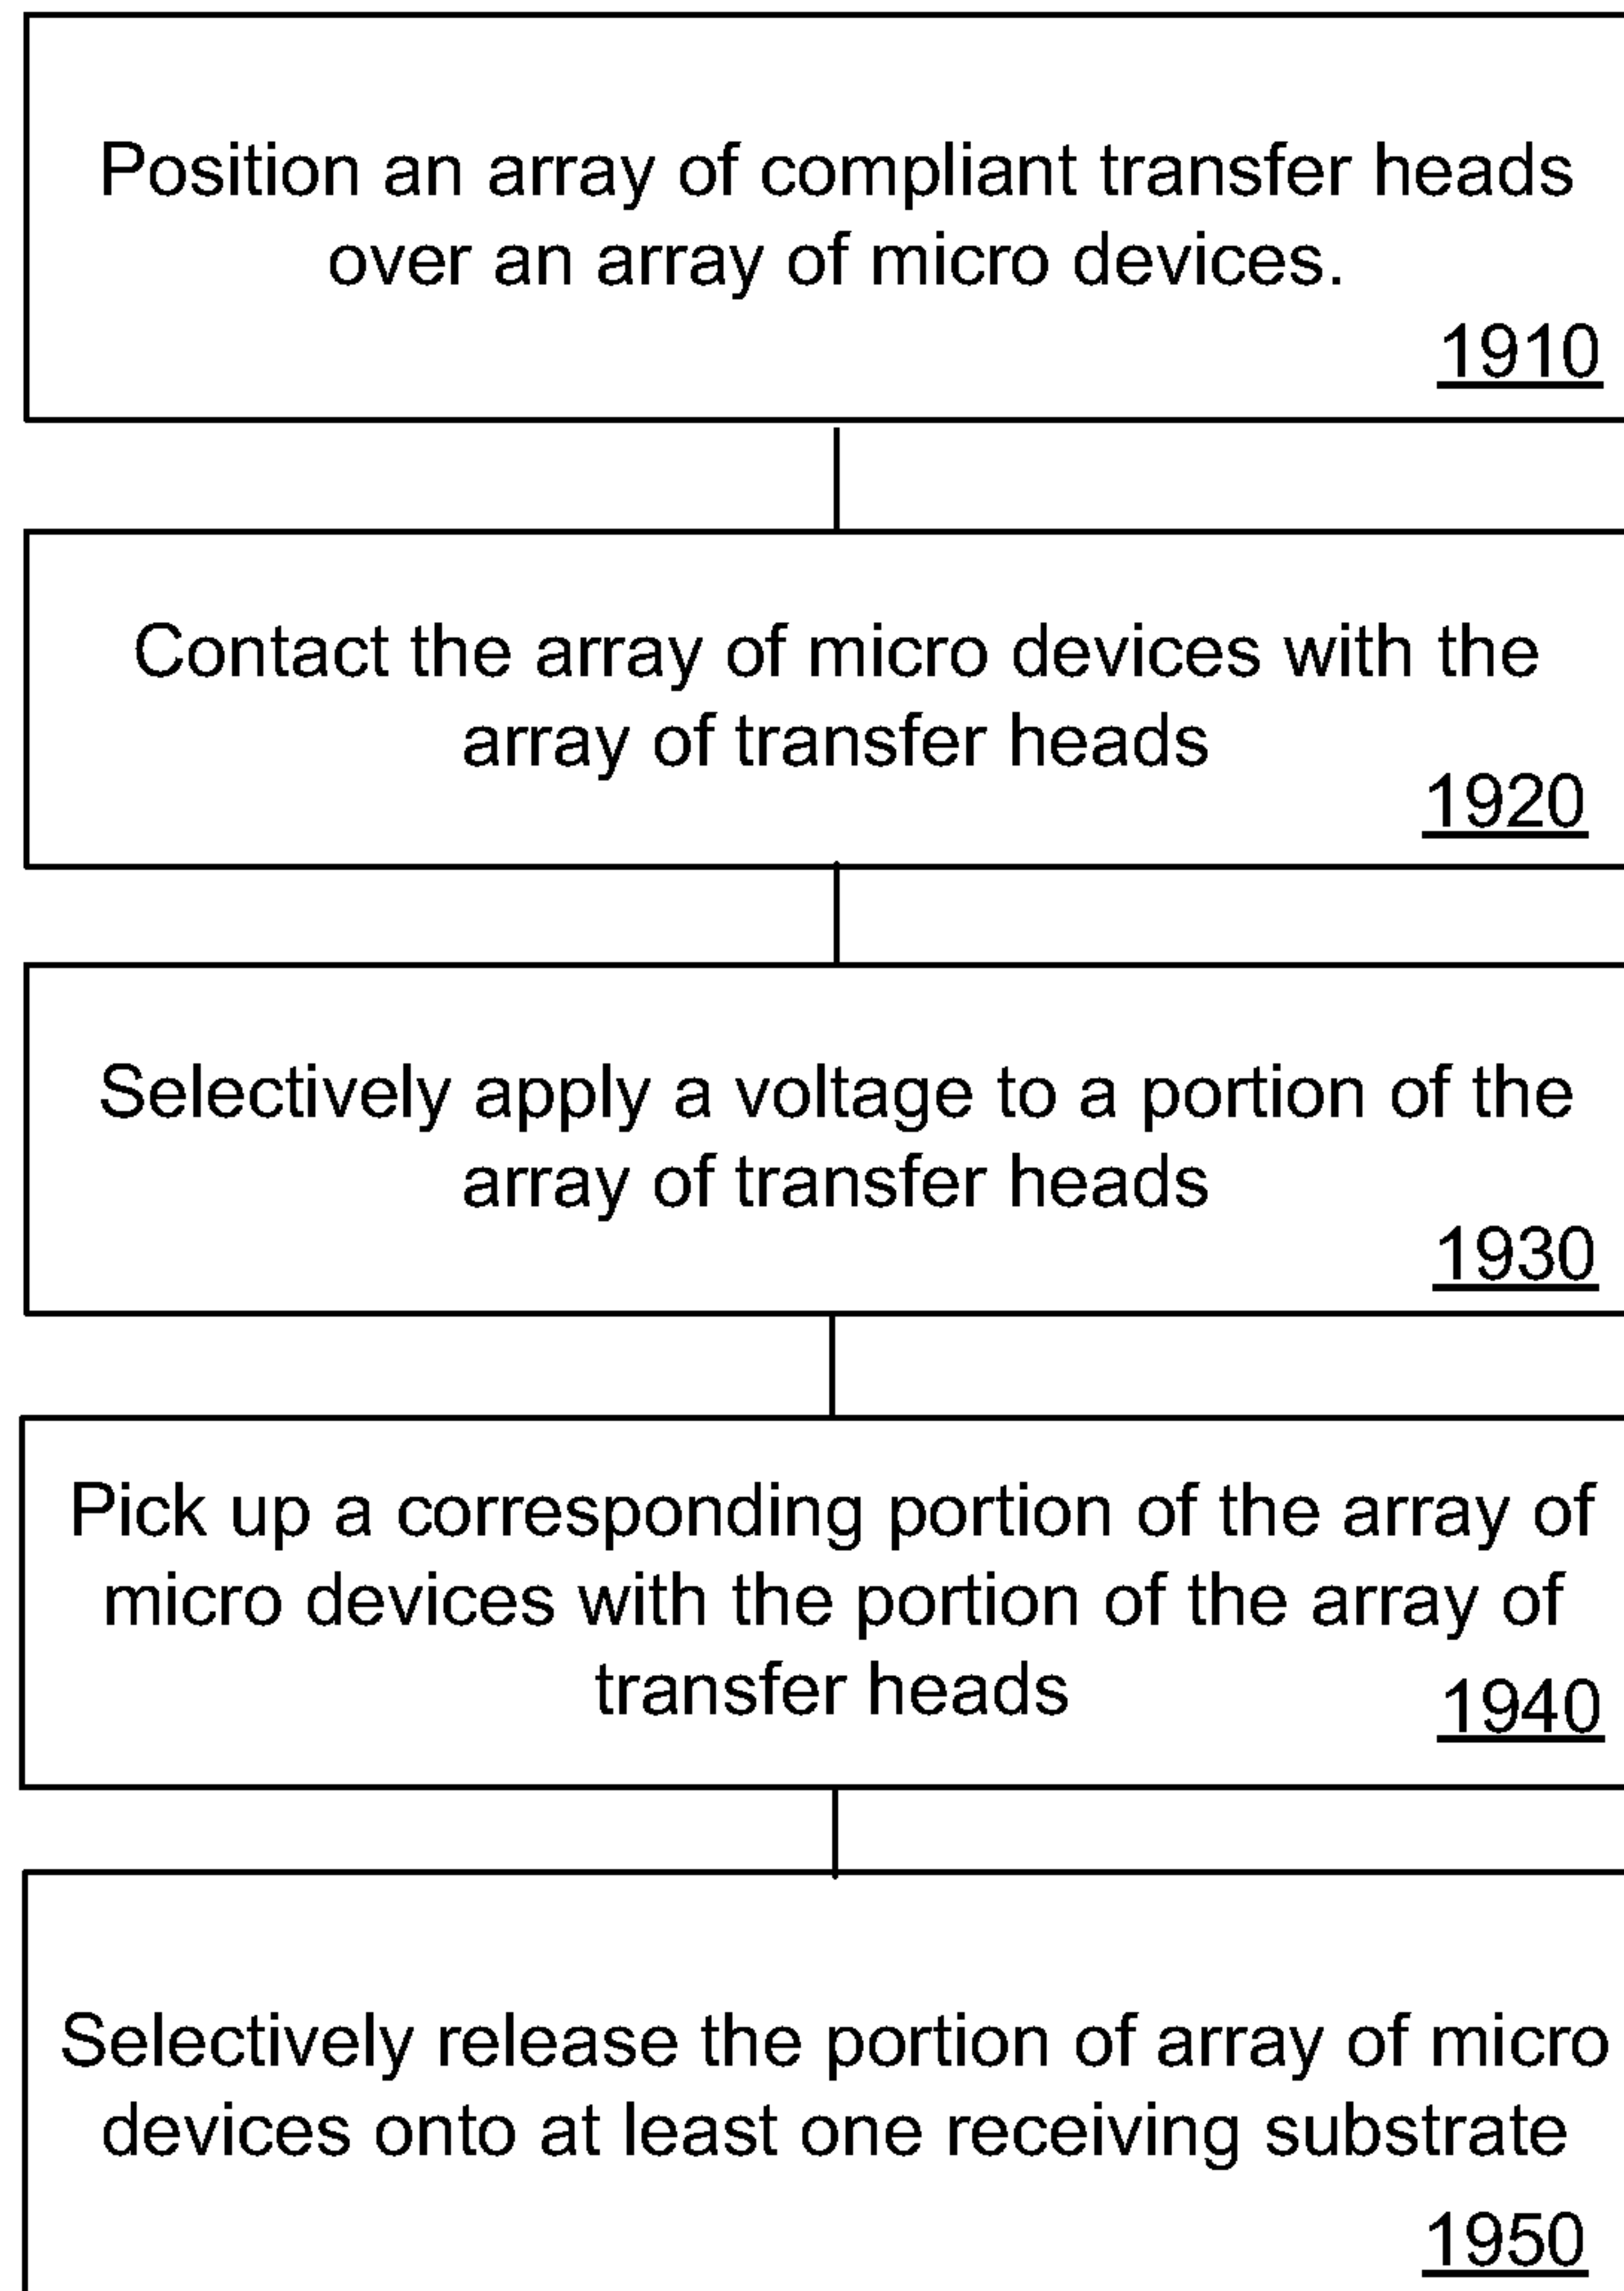 Position an array of compliant transfer heads
over an array of micro devices.
1910
Contact the array of micro devices with the
array of transfer heads
1920
Selectively apply a voltage to a portion of the
array of transfer heads
1930
Pick up a corresponding portion of the array of
micro devices with the portion of the array of
transfer heads
1940
Selectively release the portion of array of micro
devices onto at least one receiving substrate
1950